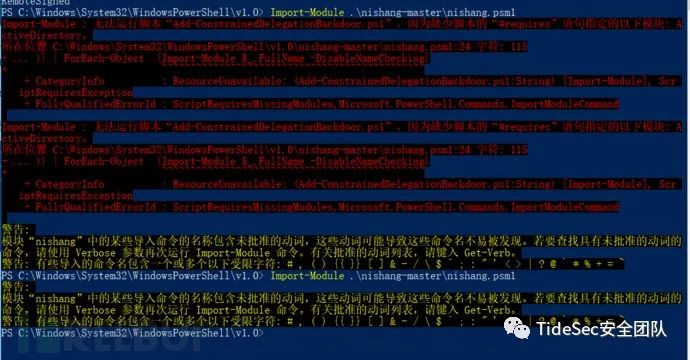 RemoteSigned
PS C:\Windows\System32\WindowsPowerShell\v1.0> Import-Module .\nishang-master\nishang.psm1
Import-Module : 无法运行脚本“Add-ConstrainedDelegationBackdoor.ps1”，因为缺少脚本的“#requires”语句指定的以下模块: A
ctiveDirectory。
所在位置 C:\Windows\System32\WindowsPowerShell\v1.0\nishang-master\nishang.psm1:24 字符: 115
+ ... )} | ForEach-Object {Import-Module $_.FullName -DisableNameChecking}
+ CategoryInfo : ResourceUnavailable: (Add-ConstrainedDelegationBackdoor.ps1:String) [Import-Module], Scr
iptRequiresException
+ FullyQualifiedErrorId : ScriptRequiresMissingModules,Microsoft.PowerShell.Commands.ImportModuleCommand
Import-Module : 无法运行脚本“Add-ConstrainedDelegationBackdoor.ps1”，因为缺少脚本的“#requires”语句指定的以下模块: A
ctiveDirectory。
所在位置 C:\Windows\System32\WindowsPowerShell\v1.0\nishang-master\nishang.psm1:24 字符: 115
+ ... )} | ForEach-Object {Import-Module $_.FullName -DisableNameChecking}
+ CategoryInfo : ResourceUnavailable: (Add-ConstrainedDelegationBackdoor.ps1:String) [Import-Module], Scr
iptRequiresException
+ FullyQualifiedErrorId : ScriptRequiresMissingModules,Microsoft.PowerShell.Commands.ImportModuleCommand
警告:
模块“nishang”中的某些导入命令的名称包含未批准的动词，这些动词可能导致这些命令名不易被发现。若要查找具有未批准的动词的
命令，请使用 Verbose 参数再次运行 Import-Module 命令。有关批准的动词列表，请键入 Get-Verb。
警告: 有些导入的命令名包含一个或多个以下受限字符: # , ( ) {{ }} [ ] & - / \ $ ^ ; : " ' < > | ? @ ` * % + = ~
PS C:\Windows\System32\WindowsPowerShell\v1.0> Import-Module .\nishang-master\nishang.psm1
警告:
模块“nishang”中的某些导入命令的名称包含未批准的动词，这些动词可能导致这些命令名不易被发现。若要查找具有未批准的动词的
命令，请使用 Verbose 参数再次运行 Import-Module 命令。有关批准的动词列表，请键入 Get-Verb。
警告: 有些导入的命令名包含一个或多个以下受限字符: # , ( ) {{ }} [ ] & - / \ $ ^ ; : " ' < > | ? @ ` * % + = ~
PS C:\Windows\System32\WindowsPowerShell\v1.0>
TideSec安全团队